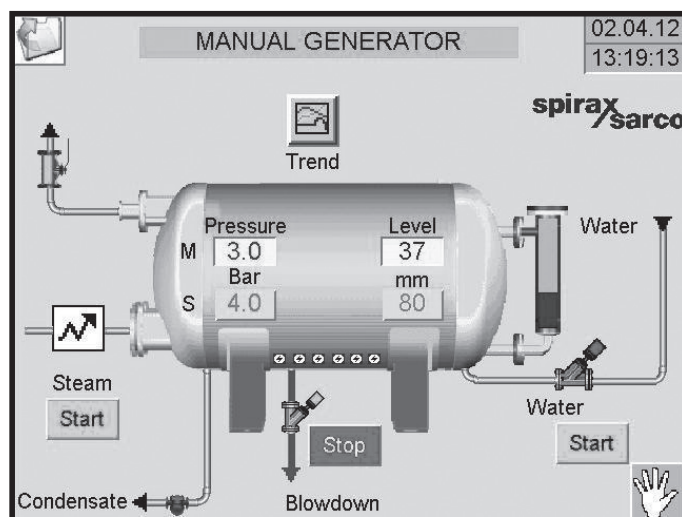 MANUAL GENERATOR
02.04.12
13:19:13
spirax
sarco
Trend
Pressure
Level
Water
M
3.0
37
Bar
mm
S
4.0
80
Steam
Start
Water
Start
Stop
Condensate
Blowdown